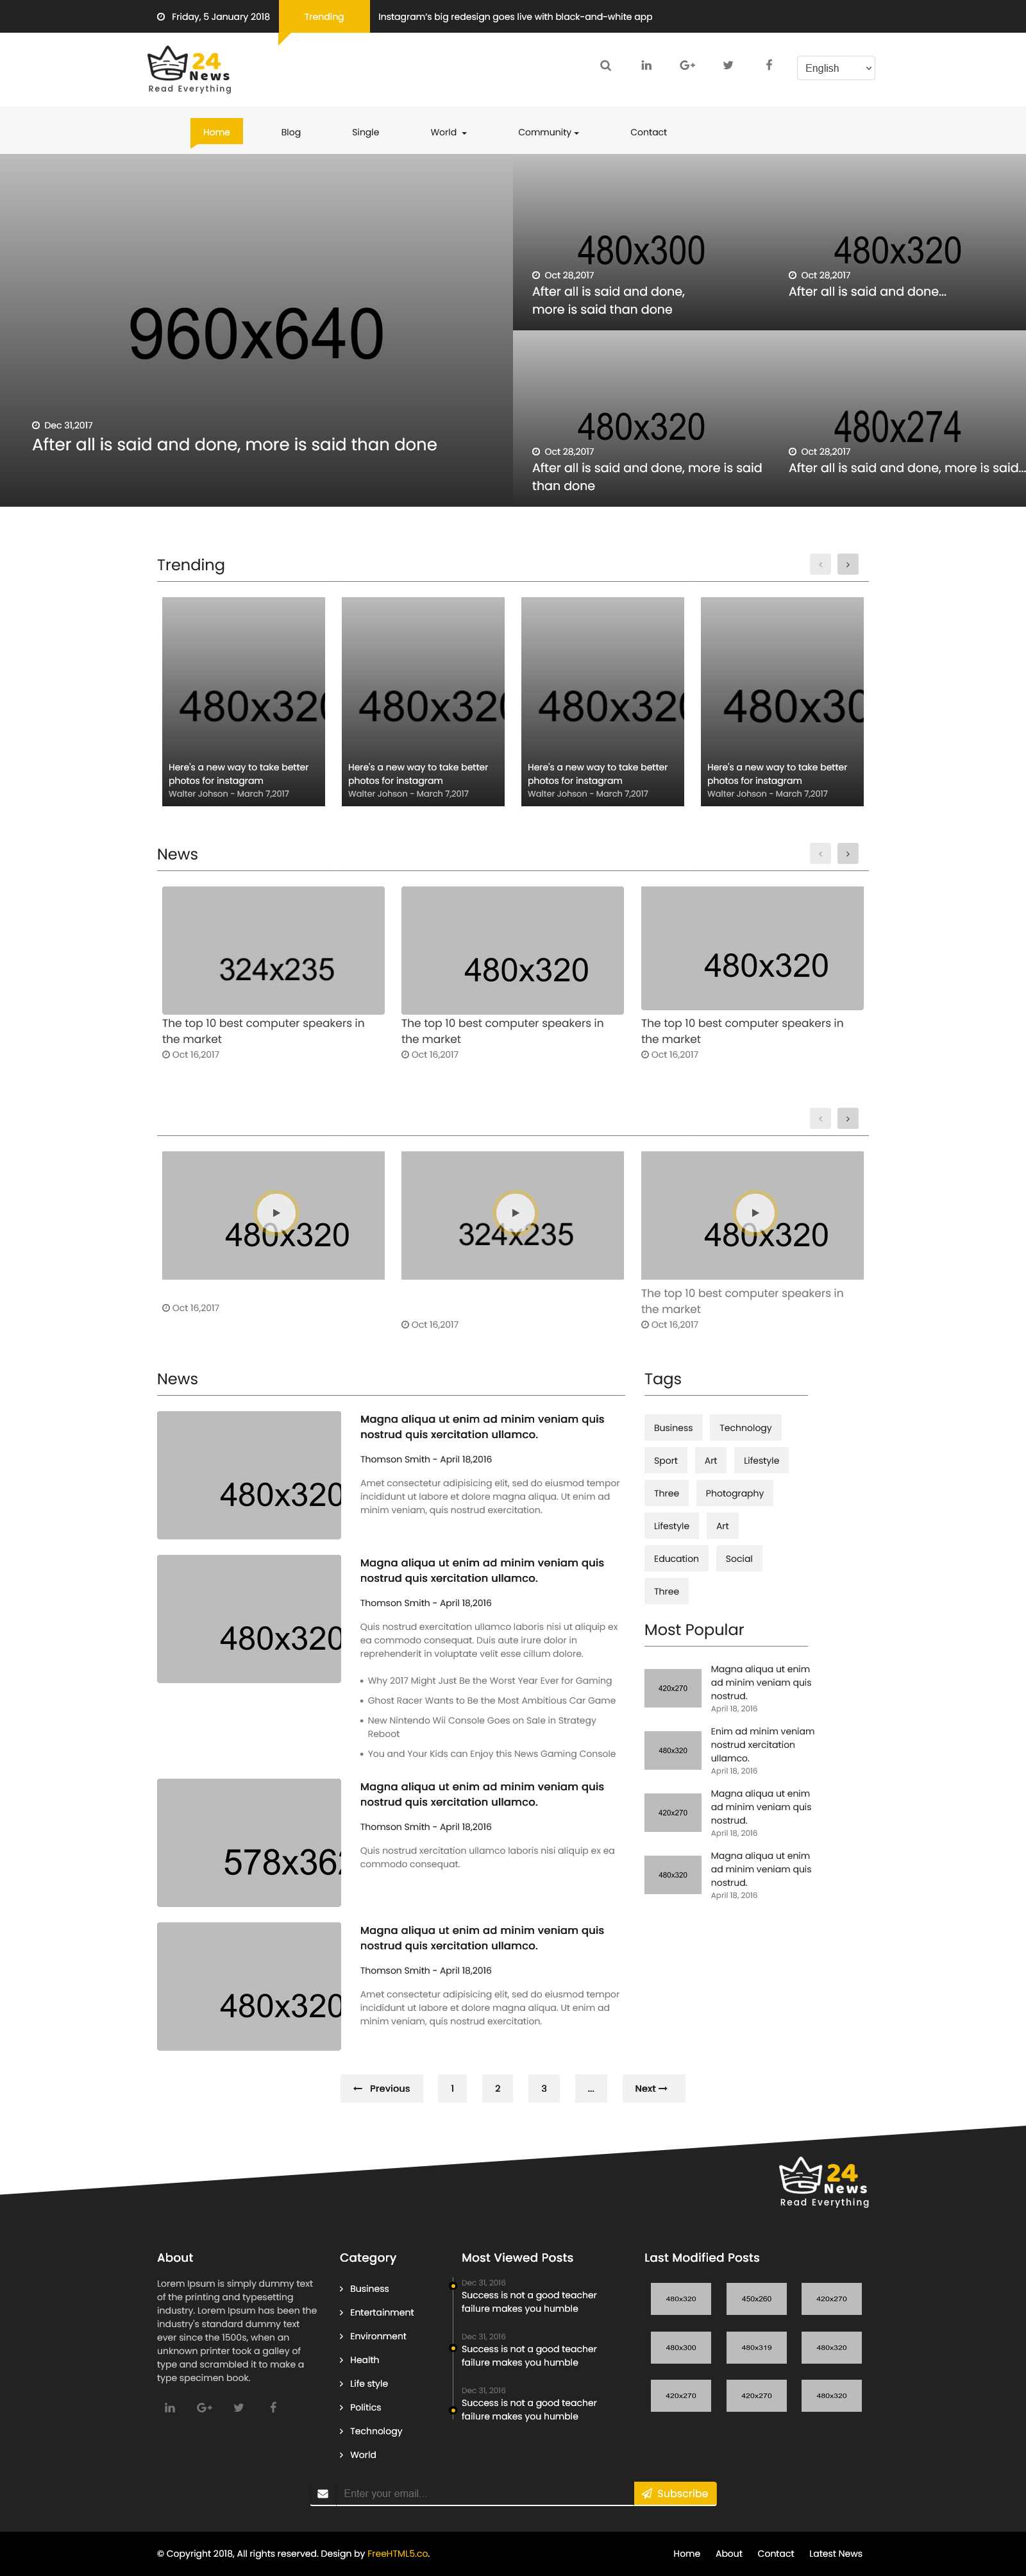 Friday, 5 January 2018
Trending
Instagram's big redesign goes live with black-and-white app
24
News
Read Everything
English
Home
Blog
Single
World
Community
Contact
960x640
Dec 31,2017
After all is said and done, more is said than done
480x300
Oct 28,2017
After all is said and done,
more is said than done
480x320
Oct 28,2017
After all is said and done...
480x320
Oct 28,2017
After all is said and done, more is said
than done
480x274
Oct 28,2017
After all is said and done, more is said...
Trending
480x320
Here's a new way to take better
photos for instagram
Walter Johson - March 7,2017
480x320
Here's a new way to take better
photos for instagram
Walter Johson - March 7,2017
480x320
Here's a new way to take better
photos for instagram
Walter Johson - March 7,2017
480x30
Here's a new way to take better
photos for instagram
Walter Johson - March 7,2017
News
324x235
The top 10 best computer speakers in
the market
Oct 16,2017
480x320
The top 10 best computer speakers in
the market
Oct 16,2017
480x320
The top 10 best computer speakers in
the market
Oct 16,2017
480x320
Oct 16,2017
324x235
Oct 16,2017
480x320
The top 10 best computer speakers in
the market
Oct 16,2017
News
480x320
Magna aliqua ut enim ad minim veniam quis
nostrud quis xercitation ullamco.
Thomson Smith - April 18,2016
Amet consectetur adipisicing elit, sed do eiusmod tempor
incididunt ut labore et dolore magna aliqua. Ut enim ad
minim veniam, quis nostrud exercitation.
480x320
Magna aliqua ut enim ad minim veniam quis
nostrud quis xercitation ullamco.
Thomson Smith - April 18,2016
Quis nostrud exercitation ullamco laboris nisi ut aliquip ex
ea commodo consequat. Duis aute irure dolor in
reprehenderit in voluptate velit esse cillum dolore.
Why 2017 Might Just Be the Worst Year Ever for Gaming
Ghost Racer Wants to Be the Most Ambitious Car Game
New Nintendo Wii Console Goes on Sale in Strategy
Reboot
You and Your Kids can Enjoy this News Gaming Console
578x362
Magna aliqua ut enim ad minim veniam quis
nostrud quis xercitation ullamco.
Thomson Smith - April 18,2016
Quis nostrud xercitation ullamco laboris nisi aliquip ex ea
commodo consequat.
480x320
Magna aliqua ut enim ad minim veniam quis
nostrud quis xercitation ullamco.
Thomson Smith - April 18,2016
Amet consectetur adipisicing elit, sed do eiusmod tempor
incididunt ut labore et dolore magna aliqua. Ut enim ad
minim veniam, quis nostrud exercitation.
Tags
Business
Technology
Sport
Art
Lifestyle
Three
Photography
Lifestyle
Art
Education
Social
Three
Most Popular
420x270
Magna aliqua ut enim
ad minim veniam quis
nostrud.
April 18, 2016
480x320
Enim ad minim veniam
nostrud xercitation
ullamco.
April 18, 2016
420x270
Magna aliqua ut enim
ad minim veniam quis
nostrud.
April 18, 2016
480x320
Magna aliqua ut enim
ad minim veniam quis
nostrud.
April 18, 2016
Previous
1
2
3
...
Next
24
News
Read Everything
About
Lorem Ipsum is simply dummy text
of the printing and typesetting
industry. Lorem Ipsum has been the
industry's standard dummy text
ever since the 1500s, when an
unknown printer took a galley of
type and scrambled it to make a
type specimen book.
Category
Business
Entertainment
Environment
Health
Life style
Politics
Technology
World
Most Viewed Posts
Dec 31, 2016
Success is not a good teacher
failure makes you humble
Dec 31, 2016
Success is not a good teacher
failure makes you humble
Dec 31, 2016
Success is not a good teacher
failure makes you humble
Last Modified Posts
480x320
450x260
420x270
480x300
480x319
480x320
420x270
420x270
480x320
Enter your email...
Subscribe
© Copyright 2018, All rights reserved. Design by FreeHTML5.co.
Home
About
Contact
Latest News